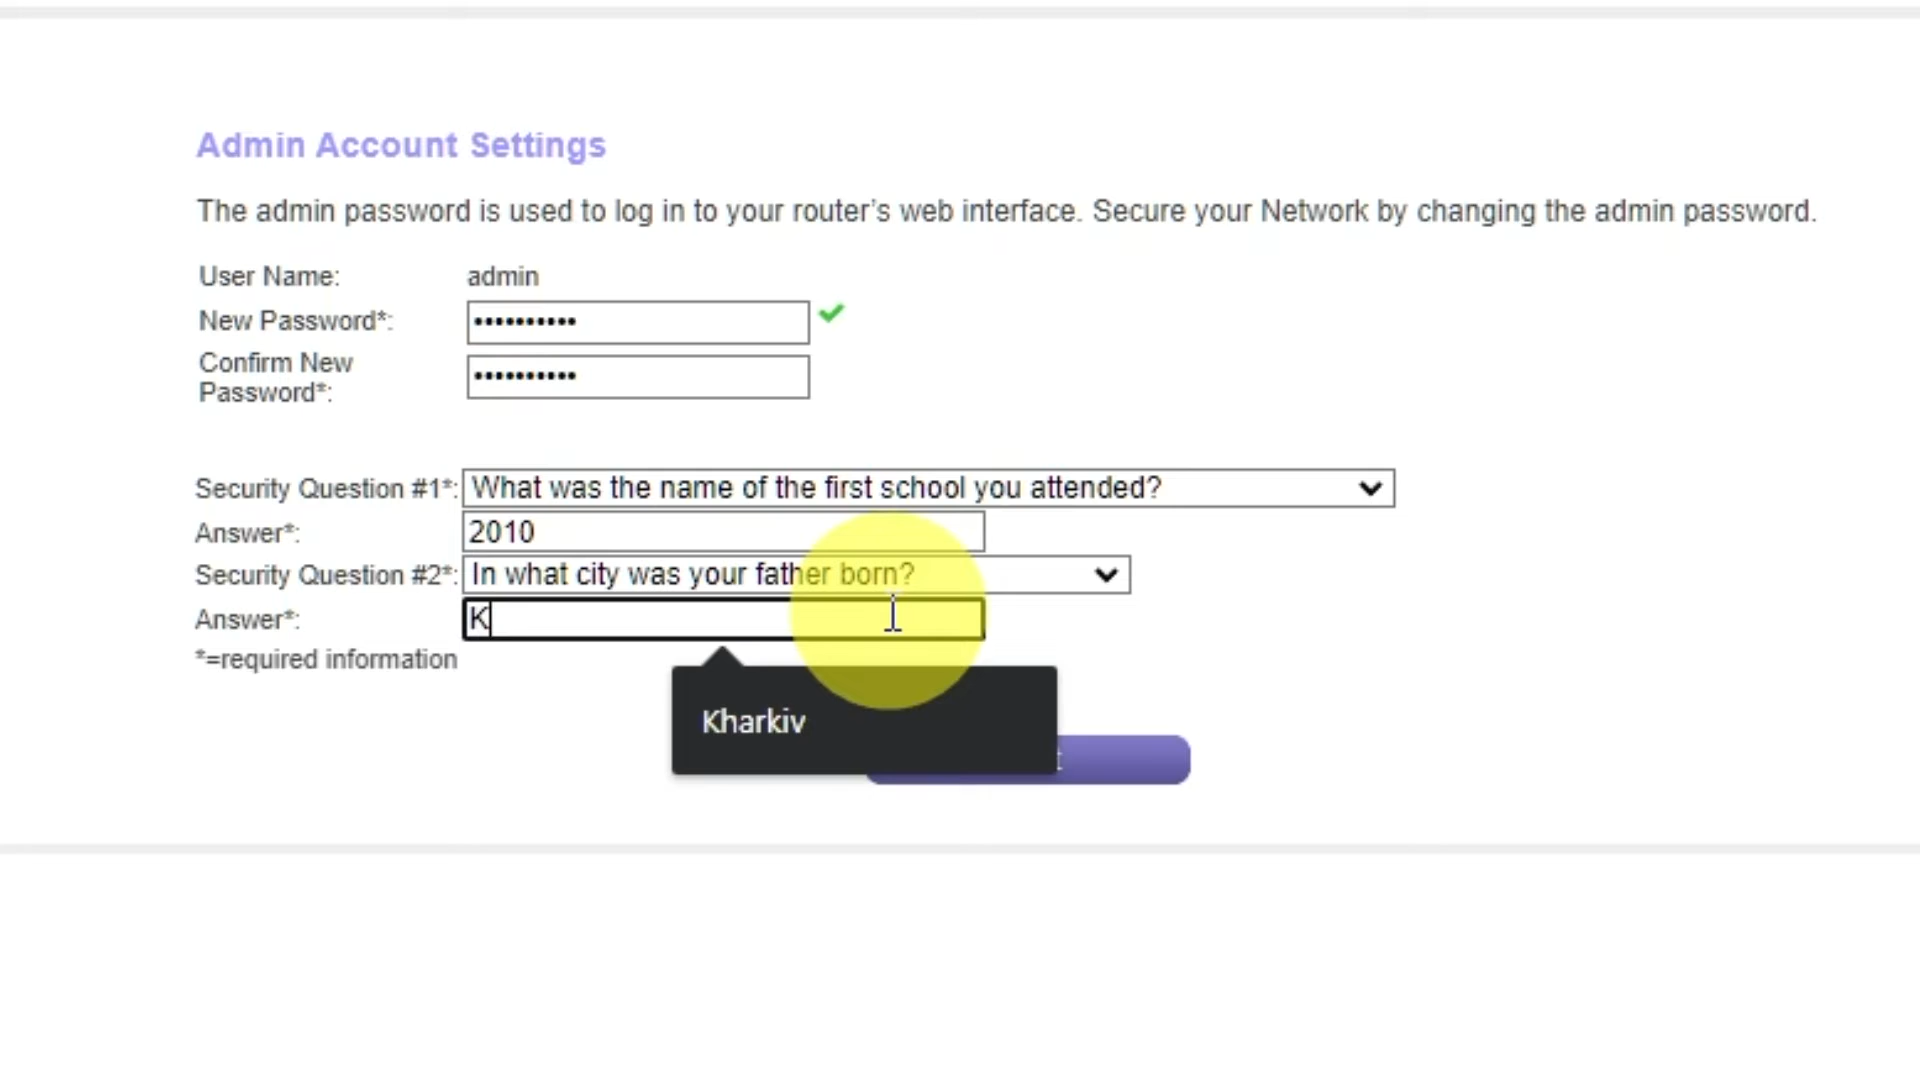 Admin Account Settings
The admin password is used to log in to your router's web interface. Secure your Network by changing the admin password.
User Name: admin
New Password*: ••••••••••
Confirm New
Password*: ••••••••••
Security Question #1*: What was the name of the first school you attended?
Answer*: 2010
Security Question #2*: In what city was your father born?
Answer*: K
*=required information
Kharkiv